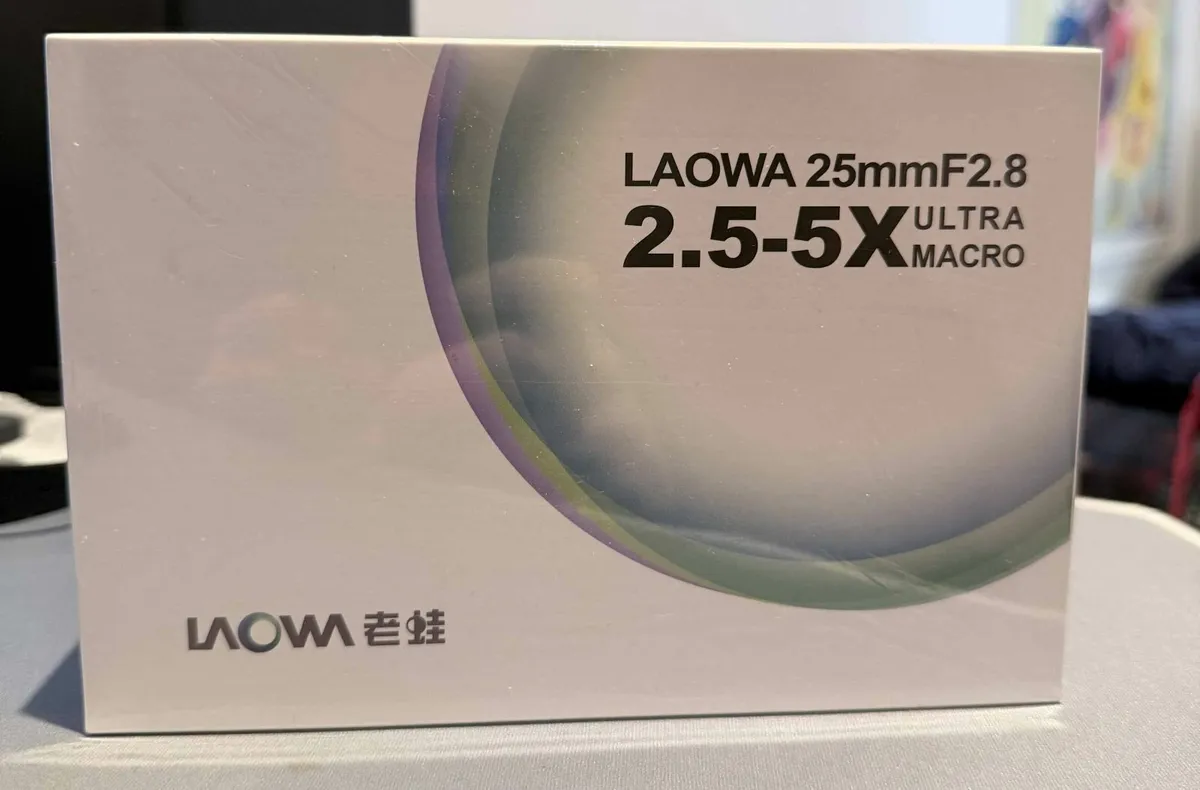 LAOWA 25mmF2.8
2.5-5X ULTRA
MACRO
LAOWA 老蛙